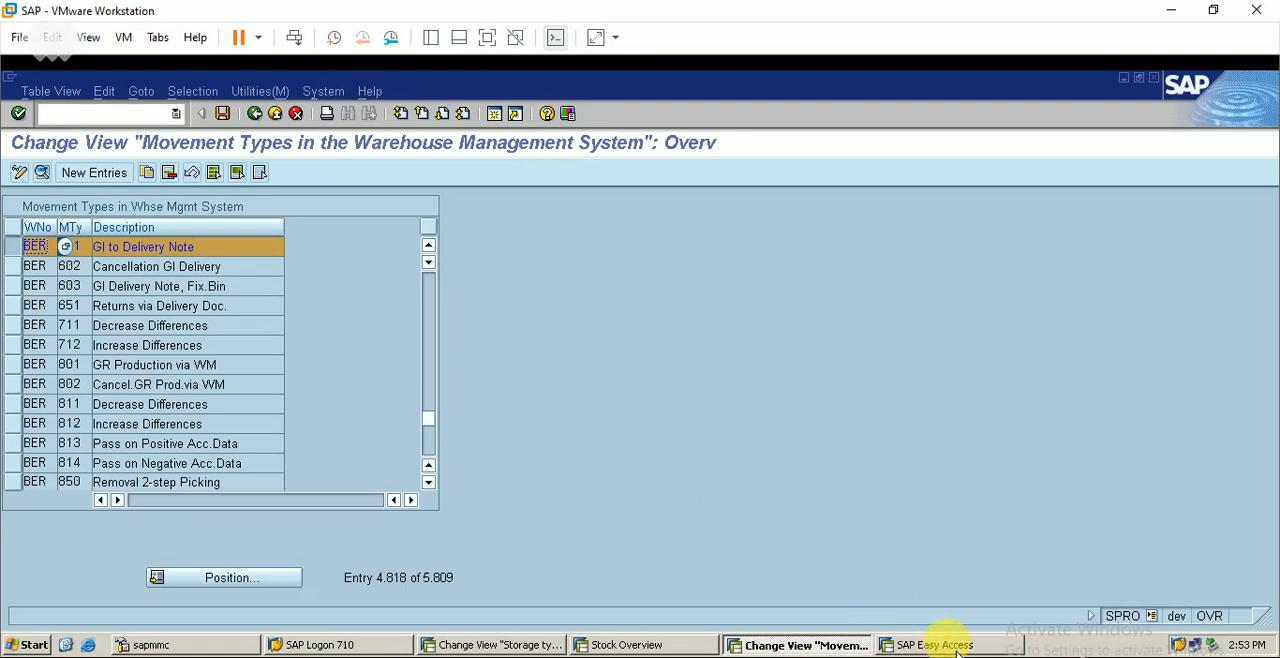 SAP - VMware Workstation
File Edit View VM Tabs Help
Table View Edit Goto Selection Utilities(M) System Help
SAP
Change View "Movement Types in the Warehouse Management System": Overv
New Entries
Movement Types in Whse Mgmt System
WNo MTy Description
BER 1 GI to Delivery Note
BER 602 Cancellation GI Delivery
BER 603 GI Delivery Note, Fix.Bin
BER 651 Returns via Delivery Doc.
BER 711 Decrease Differences
BER 712 Increase Differences
BER 801 GR Production via WM
BER 802 Cancel.GR Prod.via WM
BER 811 Decrease Differences
BER 812 Increase Differences
BER 813 Pass on Positive Acc.Data
BER 814 Pass on Negative Acc.Data
BER 850 Removal 2-step Picking
Position... Entry 4.818 of 5.809
SPRO dev OVR
Activate Windows
Go to Settings to activate Windows.
Start sapmmc SAP Logon 710 Change View "Storage ty... Stock Overview Change View "Movem... SAP Easy Access 2:53 PM